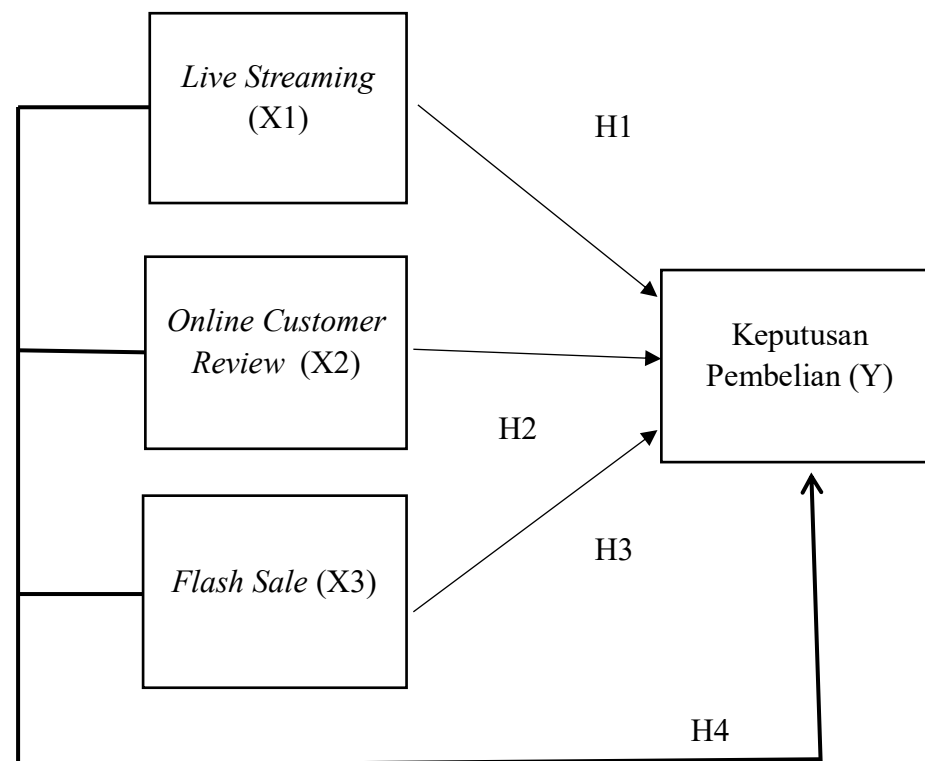 Live Streaming
(X1)
H1
Online Customer
Review (X2)
Keputusan
Pembelian (Y)
H2
Flash Sale (X3)
H3
H4